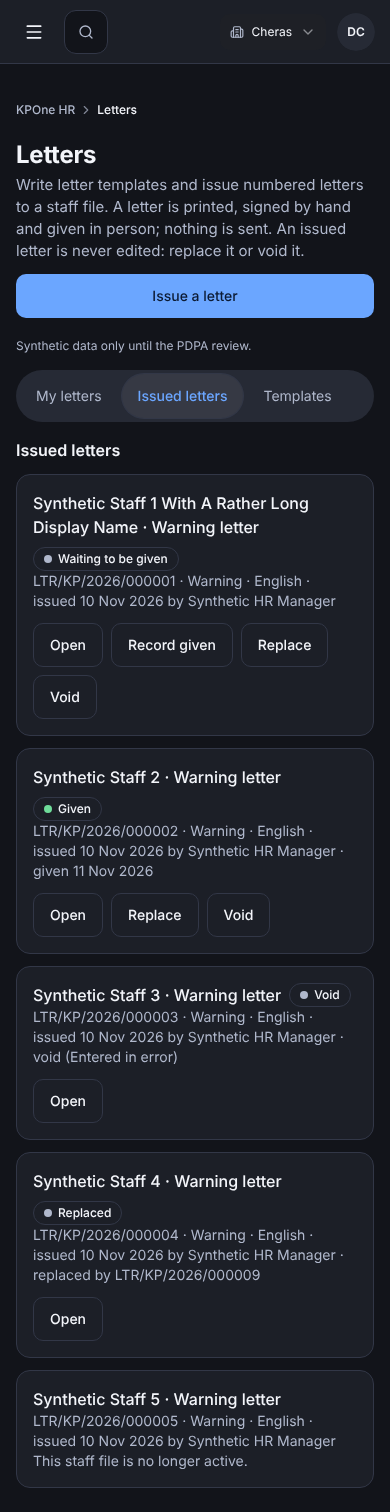 Cheras
DC
KPOne HR > Letters
Letters
Write letter templates and issue numbered letters
to a staff file. A letter is printed, signed by hand
and given in person; nothing is sent. An issued
letter is never edited: replace it or void it.
Issue a letter
Synthetic data only until the PDPA review.
My letters Issued letters Templates
Issued letters
Synthetic Staff 1 With A Rather Long
Display Name · Warning letter
Waiting to be given
LTR/KP/2026/000001 · Warning · English ·
issued 10 Nov 2026 by Synthetic HR Manager
Open Record given Replace
Void
Synthetic Staff 2 · Warning letter
Given
LTR/KP/2026/000002 · Warning · English ·
issued 10 Nov 2026 by Synthetic HR Manager ·
given 11 Nov 2026
Open Replace Void
Synthetic Staff 3 · Warning letter Void
LTR/KP/2026/000003 · Warning · English ·
issued 10 Nov 2026 by Synthetic HR Manager ·
void (Entered in error)
Open
Synthetic Staff 4 · Warning letter
Replaced
LTR/KP/2026/000004 · Warning · English ·
issued 10 Nov 2026 by Synthetic HR Manager ·
replaced by LTR/KP/2026/000009
Open
Synthetic Staff 5 · Warning letter
LTR/KP/2026/000005 · Warning · English ·
issued 10 Nov 2026 by Synthetic HR Manager
This staff file is no longer active.